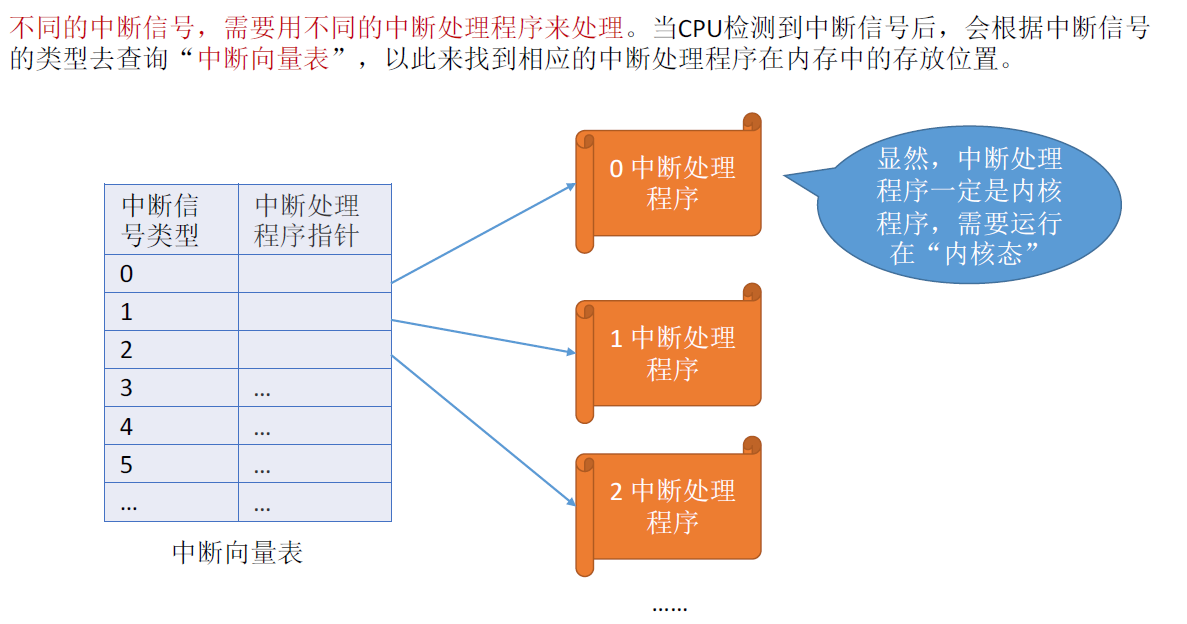 不同的中断信号，需要用不同的中断处理程序来处理。当CPU检测到中断信号后，会根据中断信号
的类型去查询“中断向量表”，以此来找到相应的中断处理程序在内存中的存放位置。
中断信
号类型
中断处理
程序指针
0
1
2
3 ...
4 ...
5 ...
... ...
中断向量表
0 中断处理
程序
1 中断处理
程序
2 中断处理
程序
......
显然，中断处理
程序一定是内核
程序，需要运行
在“内核态”